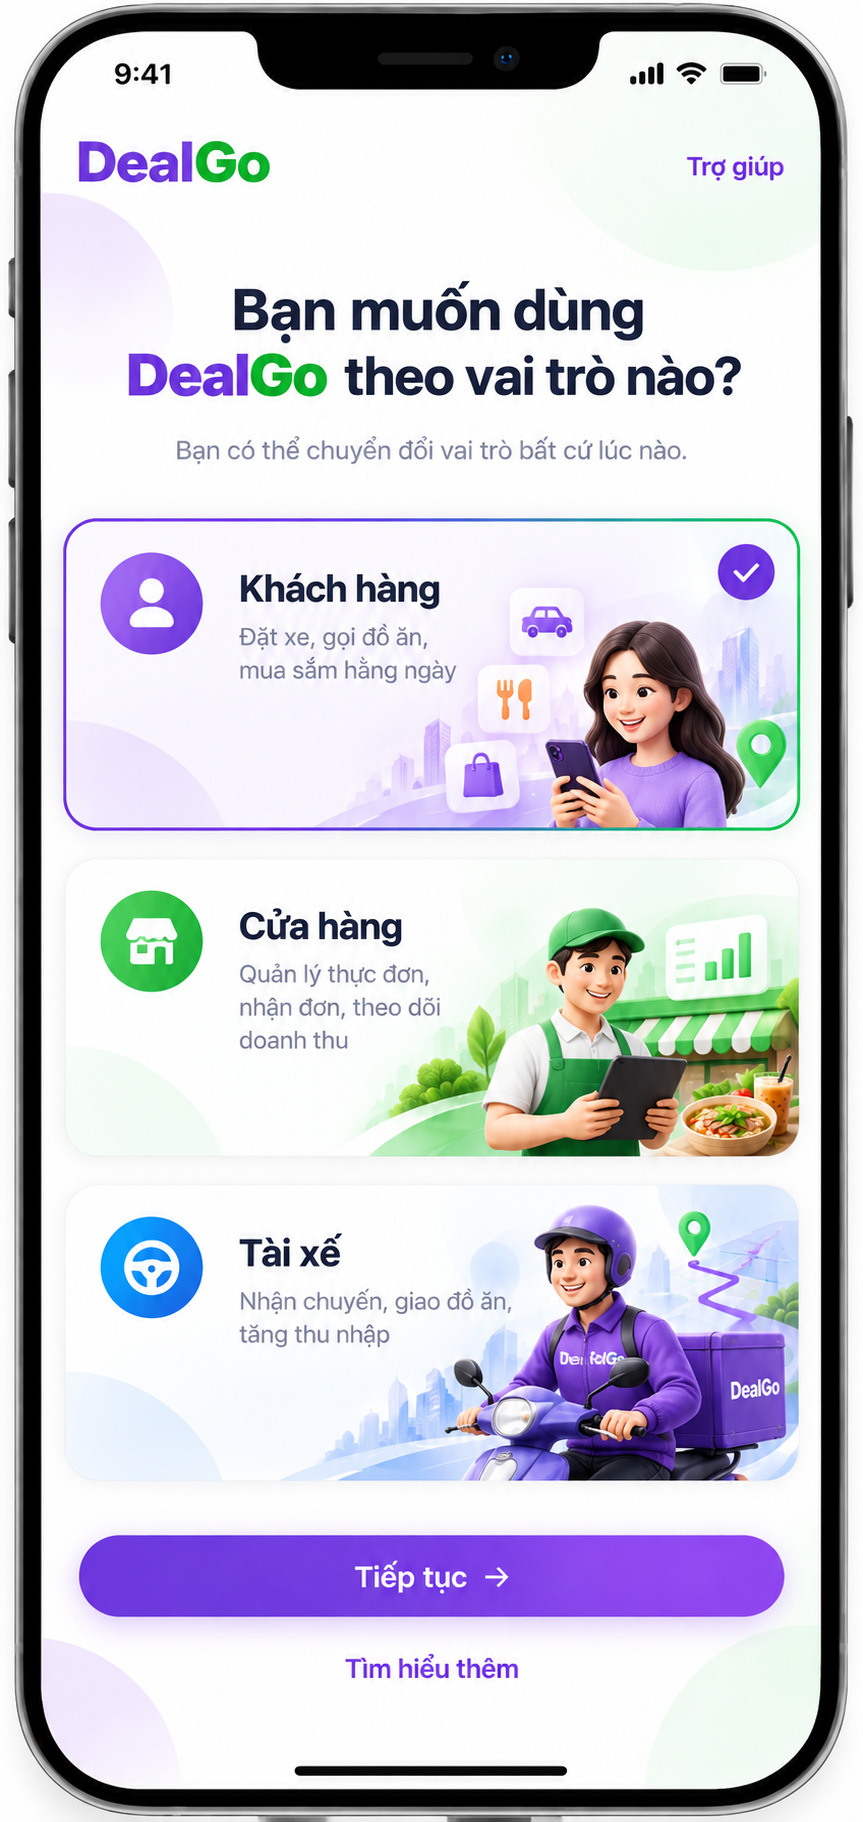 9:41
DealGo
Trợ giúp
Bạn muốn dùng
DealGo theo vai trò nào?
Bạn có thể chuyển đổi vai trò bất cứ lúc nào.
Khách hàng
Đặt xe, gọi đồ ăn,
mua sắm hằng ngày
Cửa hàng
Quản lý thực đơn,
nhận đơn, theo dõi
doanh thu
Tài xế
Nhận chuyến, giao đồ ăn,
tăng thu nhập
DealGo
Tiếp tục →
Tìm hiểu thêm